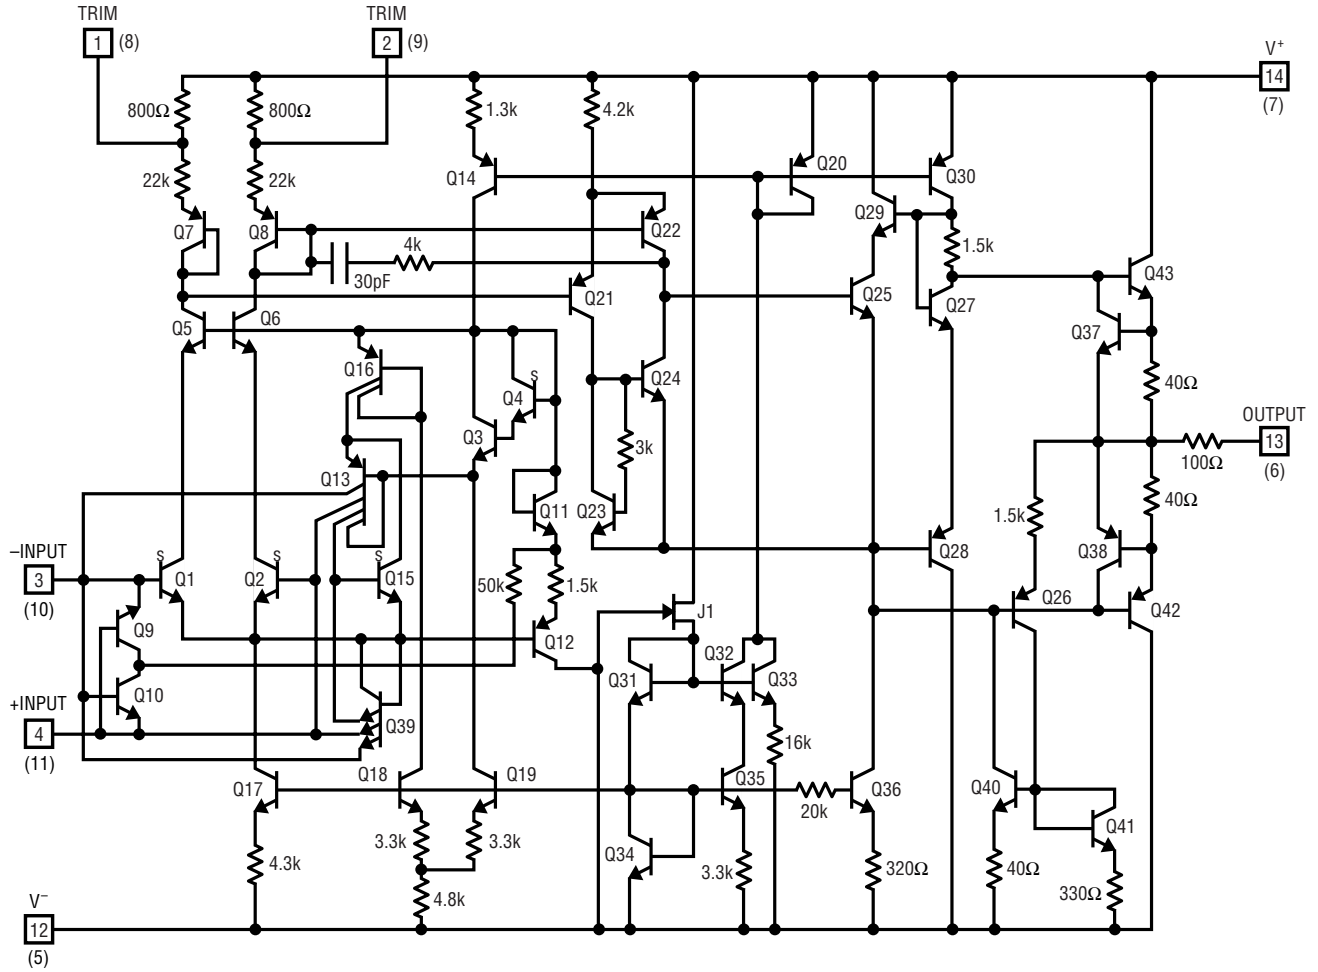 TRIM
1 (8)
TRIM
2 (9)
V+
14
(7)
800Ω
800Ω
1.3k
4.2k
22k
22k
Q14
Q20
Q30
Q7
Q8
Q22
Q29
4k
30pF
1.5k
Q5
Q6
Q21
Q25
Q27
Q43
Q37
Q16
S
Q4
Q24
40Ω
Q3
3k
OUTPUT
13
(6)
100Ω
Q13
Q11
Q23
1.5k
40Ω
–INPUT
3
(10)
S
Q1
S
Q2
S
Q15
50k
1.5k
Q28
Q38
Q9
Q12
J1
Q26
Q42
Q10
Q31
Q32
Q33
+INPUT
4
(11)
Q39
16k
Q17
Q18
Q19
Q35
20k
Q36
Q40
Q41
4.3k
3.3k
3.3k
Q34
3.3k
320Ω
40Ω
330Ω
4.8k
V–
12
(5)